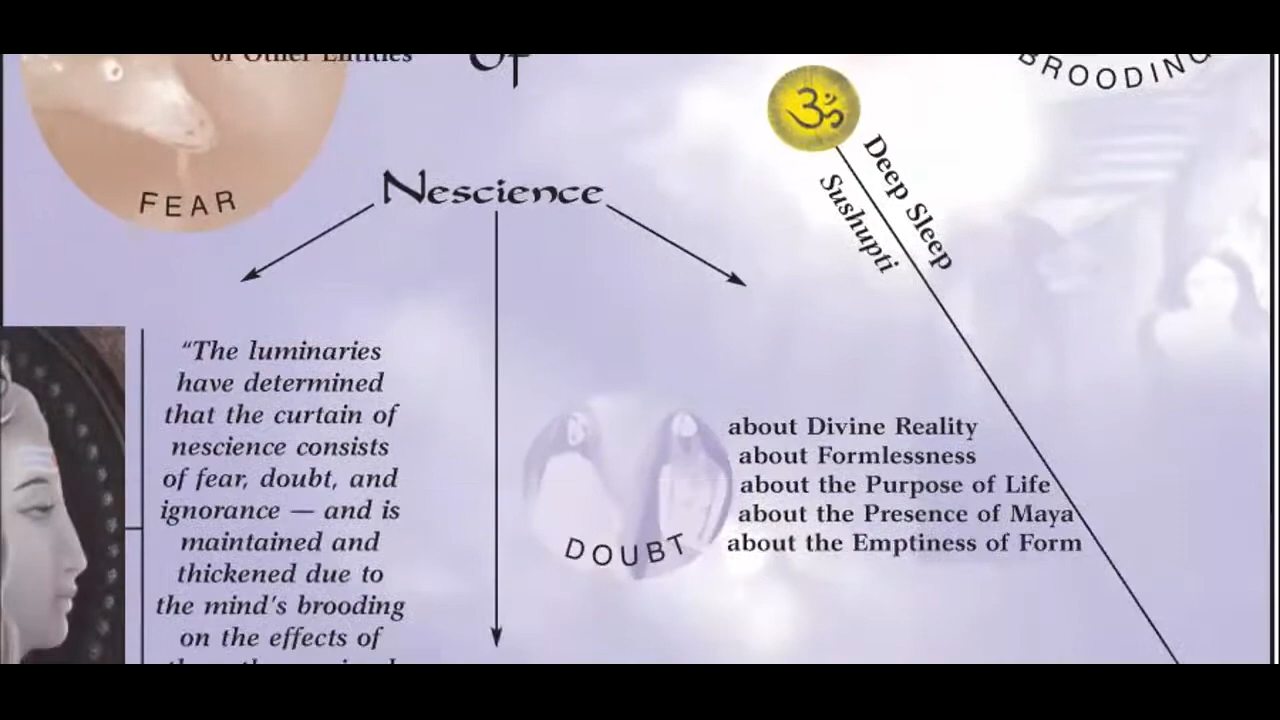 of Other Entities
Of
BROODING
FEAR
Nescience
ॐ
Deep Sleep
Sushupti
“The luminaries
have determined
that the curtain of
nescience consists
of fear, doubt, and
ignorance — and is
maintained and
thickened due to
the mind’s brooding
on the effects of
DOUBT
about Divine Reality
about Formlessness
about the Purpose of Life
about the Presence of Maya
about the Emptiness of Form